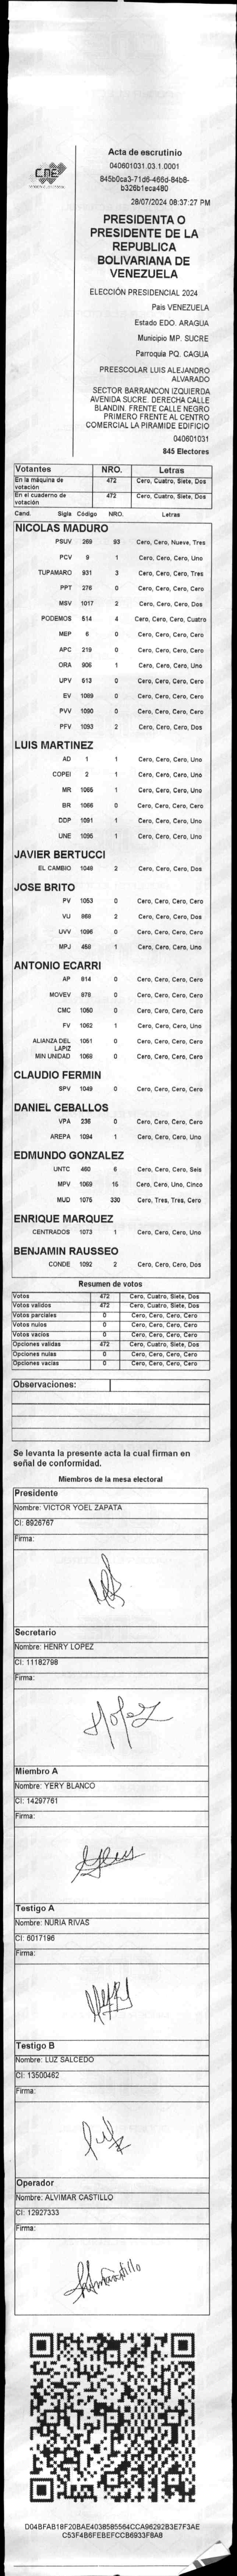 CNE
Acta de escrutinio
040601031.03.1.0001
845b0ca3-71d6-466d-84b8-
b326b1eca480
28/07/2024 08:37:27 PM
PRESIDENTA O
PRESIDENTE DE LA
REPUBLICA
BOLIVARIANA DE
VENEZUELA
ELECCIÓN PRESIDENCIAL 2024
Pais VENEZUELA
Estado EDO. ARAGUA
Municipio MP. SUCRE
Parroquia PQ. CAGUA
PREESCOLAR LUIS ALEJANDRO
ALVARADO
SECTOR BARRANCON IZQUIERDA
AVENIDA SUCRE. DERECHA CALLE
BLANDIN. FRENTE CALLE NEGRO
PRIMERO FRENTE AL CENTRO
COMERCIAL LA PIRAMIDE EDIFICIO
040601031
845 Electores
Votantes NRO. Letras
En la máquina de votación 472 Cero, Cuatro, Siete, Dos
En el cuaderno de votación 472 Cero, Cuatro, Siete, Dos
Cand. Sigla Código NRO. Letras
NICOLAS MADURO
PSUV 269 93 Cero, Cero, Nueve, Tres
PCV 9 1 Cero, Cero, Cero, Uno
TUPAMARO 931 3 Cero, Cero, Cero, Tres
PPT 276 0 Cero, Cero, Cero, Cero
MSV 1017 2 Cero, Cero, Cero, Dos
PODEMOS 514 4 Cero, Cero, Cero, Cuatro
MEP 6 0 Cero, Cero, Cero, Cero
APC 219 0 Cero, Cero, Cero, Cero
ORA 906 1 Cero, Cero, Cero, Uno
UPV 513 0 Cero, Cero, Cero, Cero
EV 1089 0 Cero, Cero, Cero, Cero
PVV 1090 0 Cero, Cero, Cero, Cero
PFV 1093 2 Cero, Cero, Cero, Dos
LUIS MARTINEZ
AD 1 1 Cero, Cero, Cero, Uno
COPEI 2 1 Cero, Cero, Cero, Uno
MR 1065 1 Cero, Cero, Cero, Uno
BR 1066 0 Cero, Cero, Cero, Cero
DDP 1091 1 Cero, Cero, Cero, Uno
UNE 1095 1 Cero, Cero, Cero, Uno
JAVIER BERTUCCI
EL CAMBIO 1048 2 Cero, Cero, Cero, Dos
JOSE BRITO
PV 1053 0 Cero, Cero, Cero, Cero
VU 868 2 Cero, Cero, Cero, Dos
UVV 1096 0 Cero, Cero, Cero, Cero
MPJ 458 1 Cero, Cero, Cero, Uno
ANTONIO ECARRI
AP 814 0 Cero, Cero, Cero, Cero
MOVEV 878 0 Cero, Cero, Cero, Cero
CMC 1050 0 Cero, Cero, Cero, Cero
FV 1062 1 Cero, Cero, Cero, Uno
ALIANZA DEL LAPIZ 1051 0 Cero, Cero, Cero, Cero
MIN UNIDAD 1068 0 Cero, Cero, Cero, Cero
CLAUDIO FERMIN
SPV 1049 0 Cero, Cero, Cero, Cero
DANIEL CEBALLOS
VPA 236 0 Cero, Cero, Cero, Cero
AREPA 1094 1 Cero, Cero, Cero, Uno
EDMUNDO GONZALEZ
UNTC 460 6 Cero, Cero, Cero, Seis
MPV 1069 15 Cero, Cero, Uno, Cinco
MUD 1075 330 Cero, Tres, Tres, Cero
ENRIQUE MARQUEZ
CENTRADOS 1073 1 Cero, Cero, Cero, Uno
BENJAMIN RAUSSEO
CONDE 1092 2 Cero, Cero, Cero, Dos
Resumen de votos
Votos 472 Cero, Cuatro, Siete, Dos
Votos validos 472 Cero, Cuatro, Siete, Dos
Votos parciales 0 Cero, Cero, Cero, Cero
Votos nulos 0 Cero, Cero, Cero, Cero
Votos vacios 0 Cero, Cero, Cero, Cero
Opciones validas 472 Cero, Cuatro, Siete, Dos
Opciones nulas 0 Cero, Cero, Cero, Cero
Opciones vacias 0 Cero, Cero, Cero, Cero
Observaciones:
Se levanta la presente acta la cual firman en
señal de conformidad.
Miembros de la mesa electoral
Presidente
Nombre: VICTOR YOEL ZAPATA
CI: 8926767
Firma:
Secretario
Nombre: HENRY LOPEZ
CI: 11182798
Firma:
Miembro A
Nombre: YERY BLANCO
CI: 14297761
Firma:
Testigo A
Nombre: NURIA RIVAS
CI: 6017196
Firma:
Testigo B
Nombre: LUZ SALCEDO
CI: 13500462
Firma:
Operador
Nombre: ALVIMAR CASTILLO
CI: 12927333
Firma:
D04BFAB18F20BAE4038585564CCA96292B3E7F3AE
C53F4B6FEBEFCCB6933F8A8